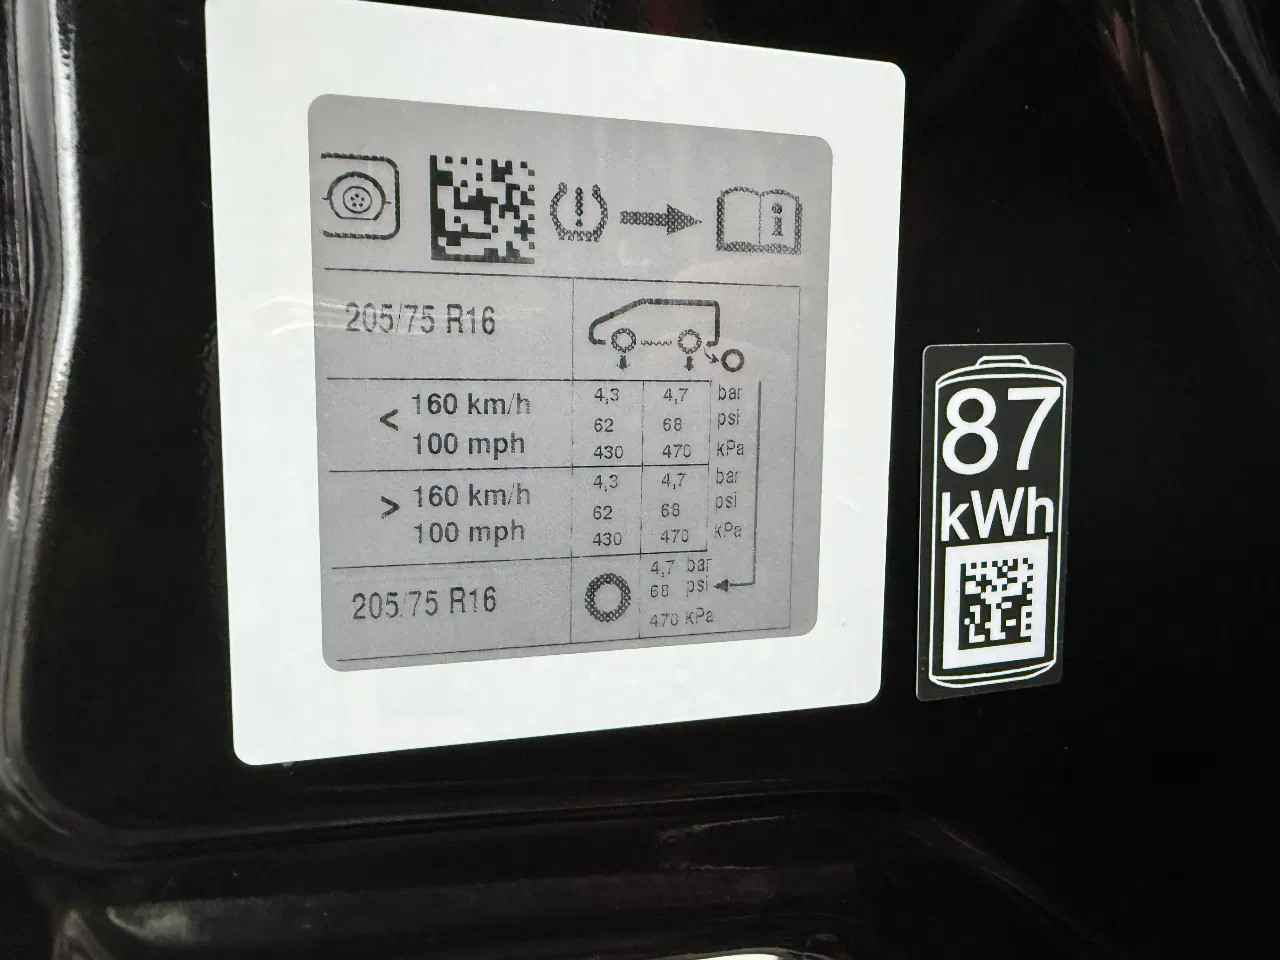 205/75 R16
< 160 km/h 100 mph
4,3 4,7 bar
62 68 psi
430 470 kPa
> 160 km/h 100 mph
4,3 4,7 bar
62 68 psi
430 470 kPa
205/75 R16
4,7 bar
68 psi
470 kPa
87
kWh